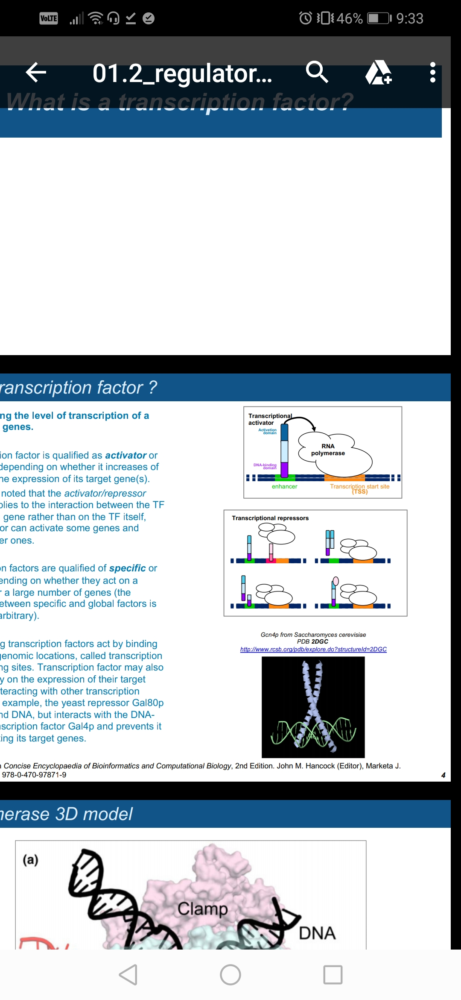 VoLTE
46%
9:33
01.2_regulator...
What is a transcription factor?
ranscription factor ?
ng the level of transcription of a
genes.
ion factor is qualified as activator or
depending on whether it increases of
he expression of its target gene(s).
noted that the activator/repressor
plies to the interaction between the TF
gene rather than on the TF itself,
or can activate some genes and
er ones.
on factors are qualified of specific or
ending on whether they act on a
r a large number of genes (the
etween specific and global factors is
arbitrary).
g transcription factors act by binding
genomic locations, called transcription
ng sites. Transcription factor may also
y on the expression of their target
teracting with other transcription
example, the yeast repressor Gal80p
nd DNA, but interacts with the DNA-
scription factor Gal4p and prevents it
ting its target genes.
Transcriptional
activator
Activation
domain
RNA
polymerase
DNA-binding
domain
enhancer
Transcription start site
(TSS)
Transcriptional repressors
Gcn4p from Saccharomyces cerevisiae
PDB 2DGC
http://www.rcsb.org/pdb/explore.do?structureId=2DGC
n Concise Encyclopaedia of Bioinformatics and Computational Biology, 2nd Edition. John M. Hancock (Editor), Marketa J.
978-0-470-97871-9
4
merase 3D model
(a)
Clamp
DNA